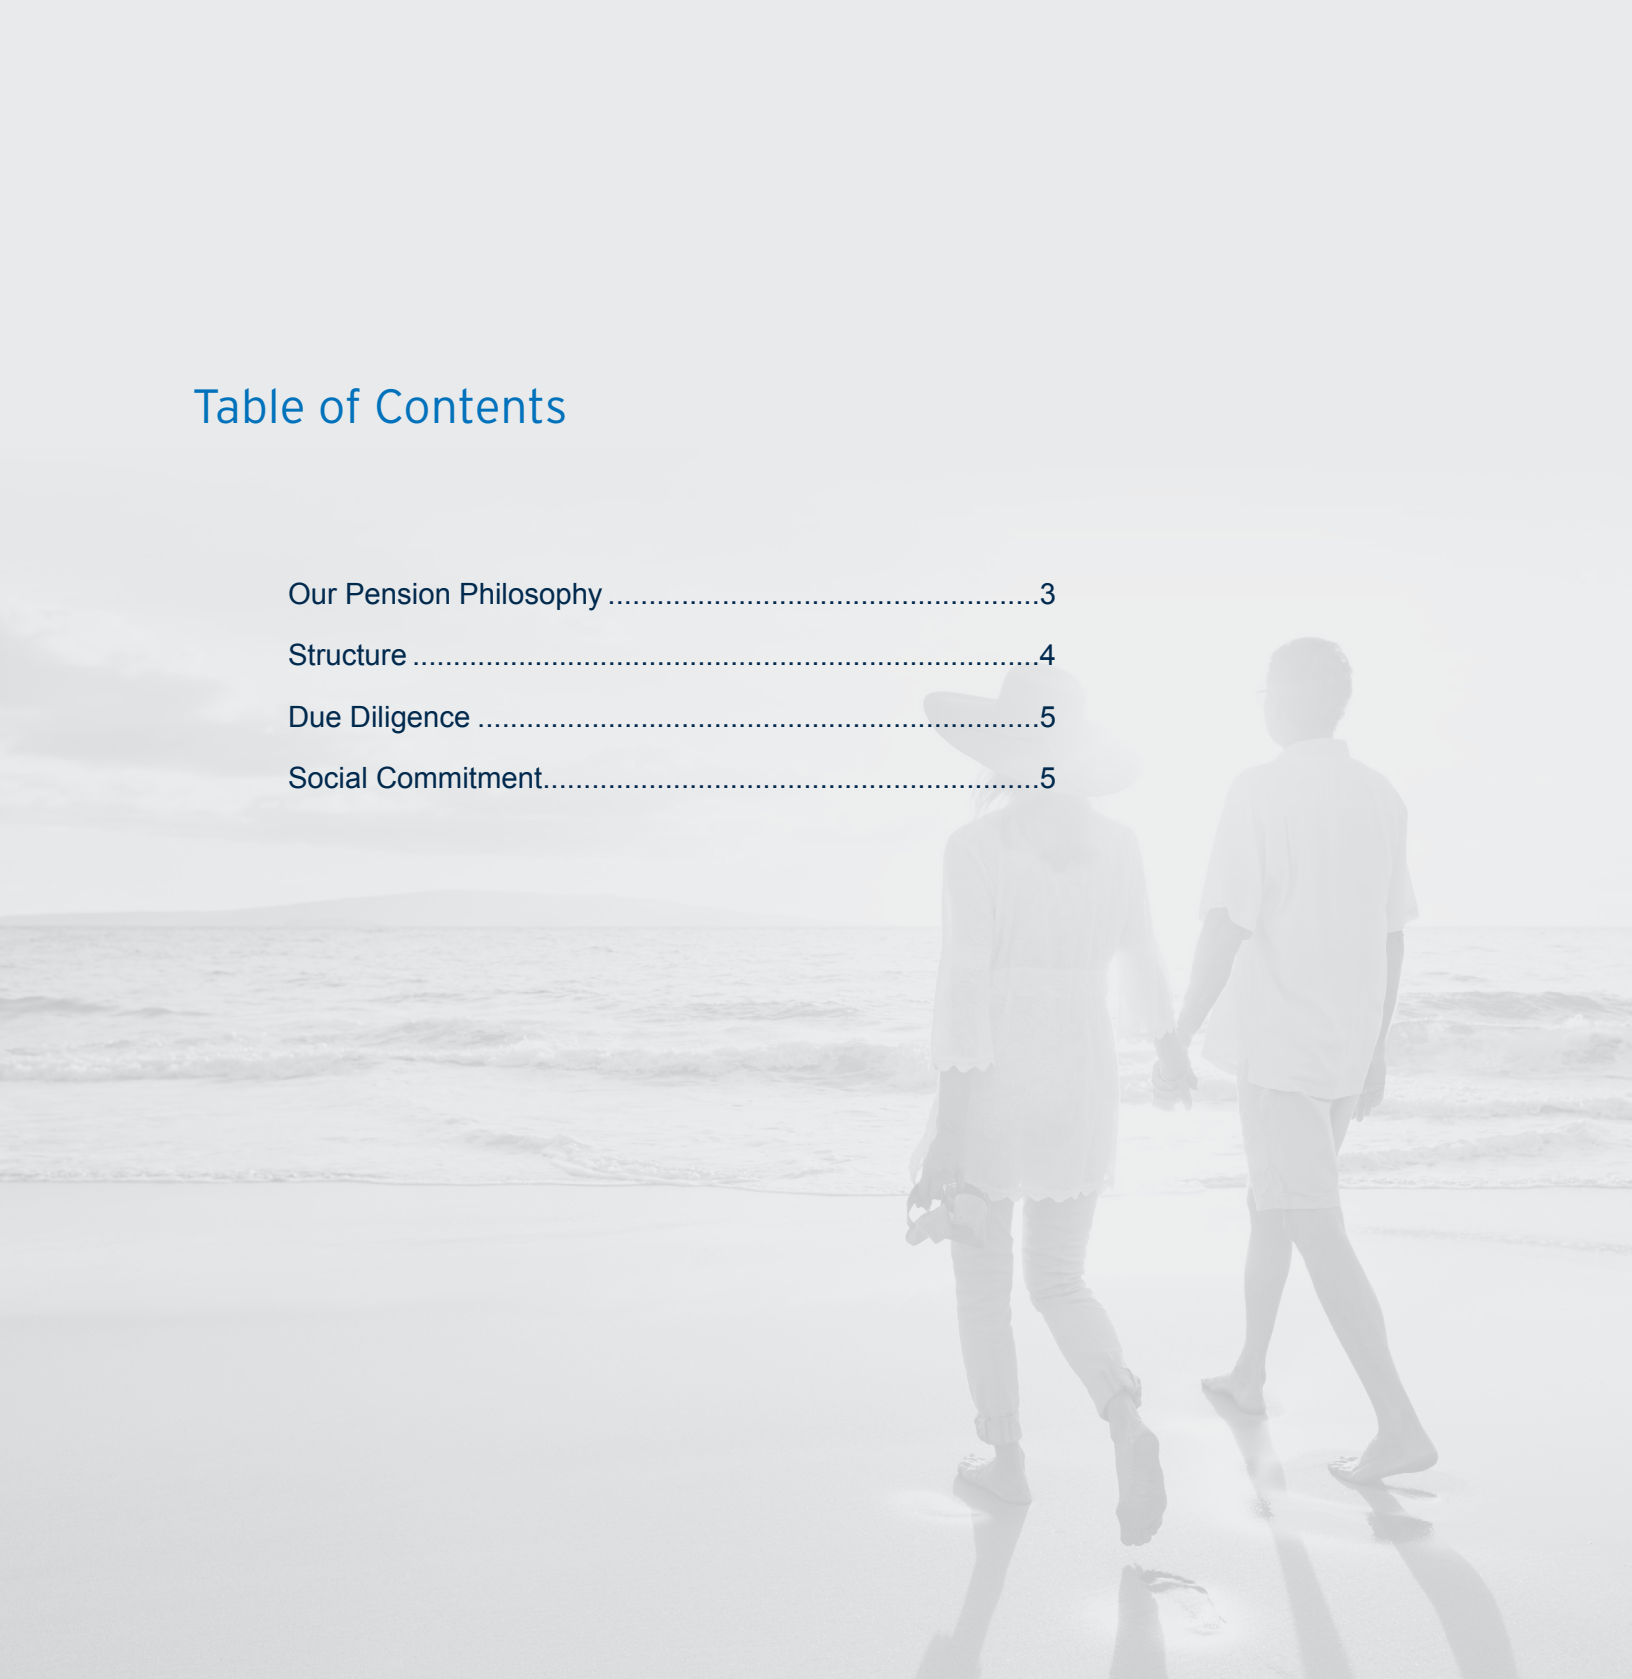 Table of Contents
Our Pension Philosophy .....................................................3
Structure .............................................................................4
Due Diligence .....................................................................5
Social Commitment.............................................................5